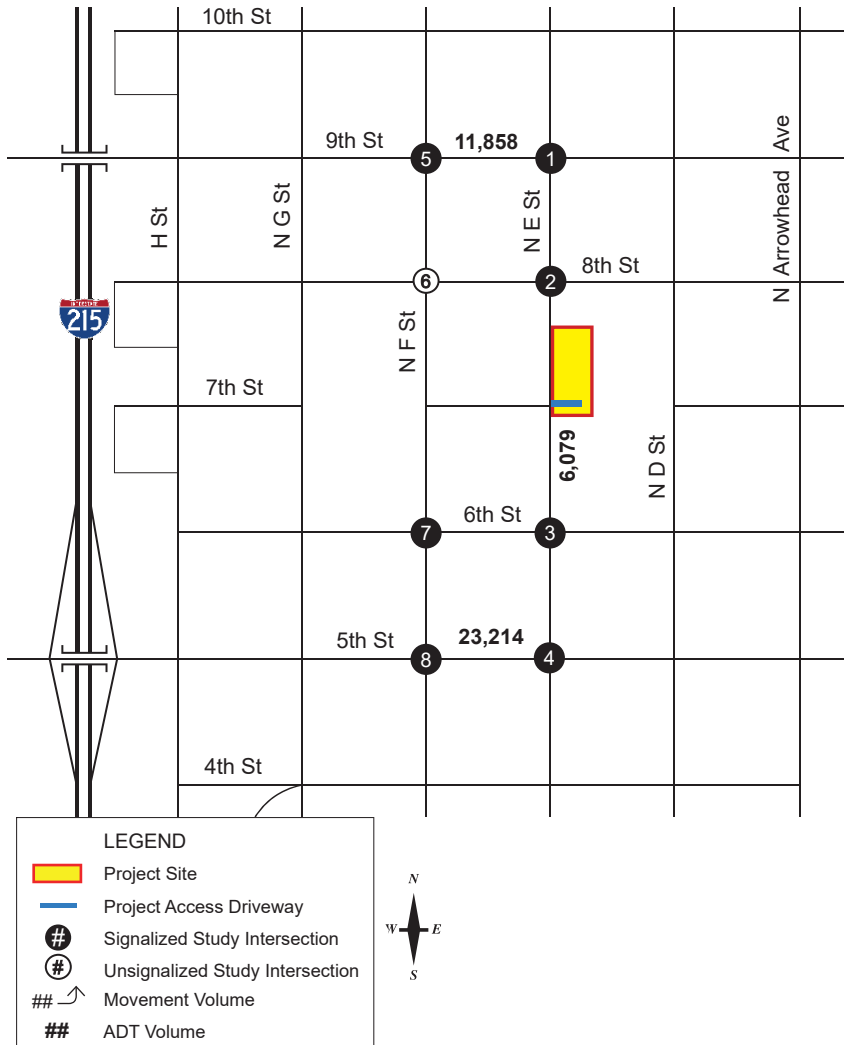 10th St
9th St
11,858
5
1
H St
N G St
N E St
N Arrowhead Ave
8th St
6
2
215
N F St
7th St
6,079
N D St
6th St
7
3
5th St
23,214
8
4
4th St
LEGEND
Project Site
Project Access Driveway
# Signalized Study Intersection
# Unsignalized Study Intersection
## Movement Volume
## ADT Volume
N
W E
S